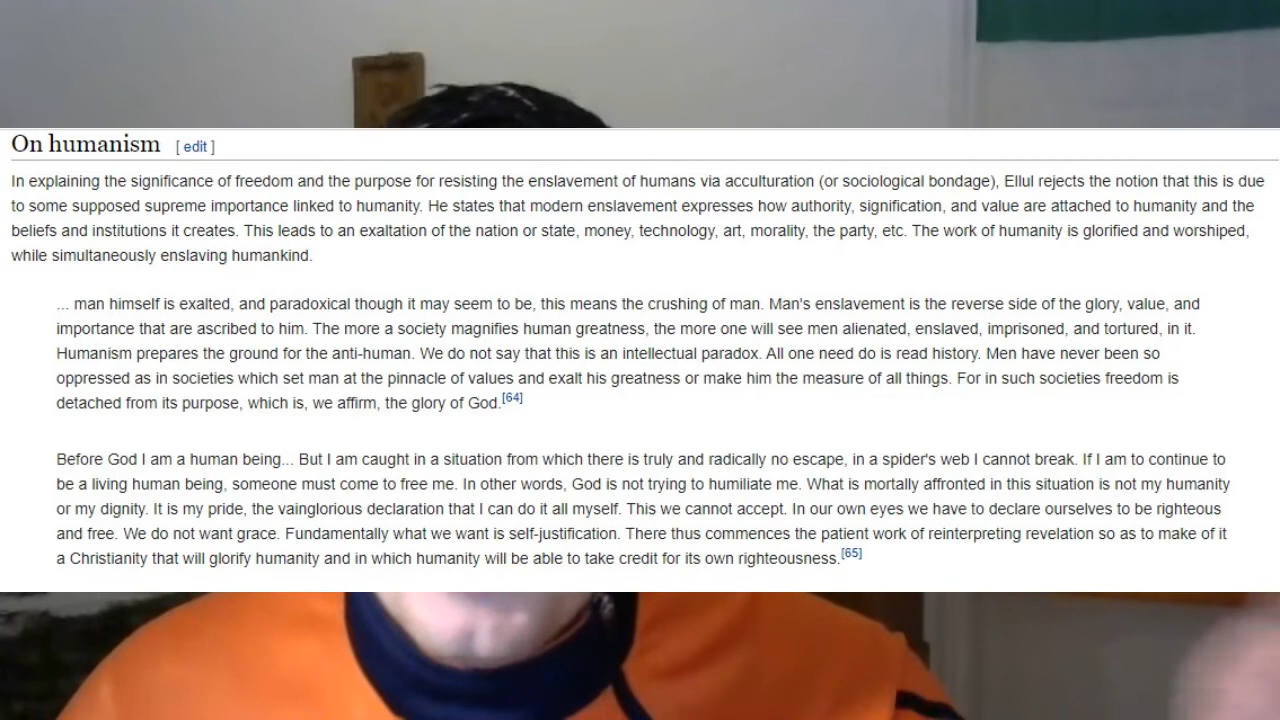 On humanism [ edit ]
In explaining the significance of freedom and the purpose for resisting the enslavement of humans via acculturation (or sociological bondage), Ellul rejects the notion that this is due
to some supposed supreme importance linked to humanity. He states that modern enslavement expresses how authority, signification, and value are attached to humanity and the
beliefs and institutions it creates. This leads to an exaltation of the nation or state, money, technology, art, morality, the party, etc. The work of humanity is glorified and worshiped,
while simultaneously enslaving humankind.
... man himself is exalted, and paradoxical though it may seem to be, this means the crushing of man. Man's enslavement is the reverse side of the glory, value, and
importance that are ascribed to him. The more a society magnifies human greatness, the more one will see men alienated, enslaved, imprisoned, and tortured, in it.
Humanism prepares the ground for the anti-human. We do not say that this is an intellectual paradox. All one need do is read history. Men have never been so
oppressed as in societies which set man at the pinnacle of values and exalt his greatness or make him the measure of all things. For in such societies freedom is
detached from its purpose, which is, we affirm, the glory of God.[64]
Before God I am a human being... But I am caught in a situation from which there is truly and radically no escape, in a spider's web I cannot break. If I am to continue to
be a living human being, someone must come to free me. In other words, God is not trying to humiliate me. What is mortally affronted in this situation is not my humanity
or my dignity. It is my pride, the vainglorious declaration that I can do it all myself. This we cannot accept. In our own eyes we have to declare ourselves to be righteous
and free. We do not want grace. Fundamentally what we want is self-justification. There thus commences the patient work of reinterpreting revelation so as to make of it
a Christianity that will glorify humanity and in which humanity will be able to take credit for its own righteousness.[65]